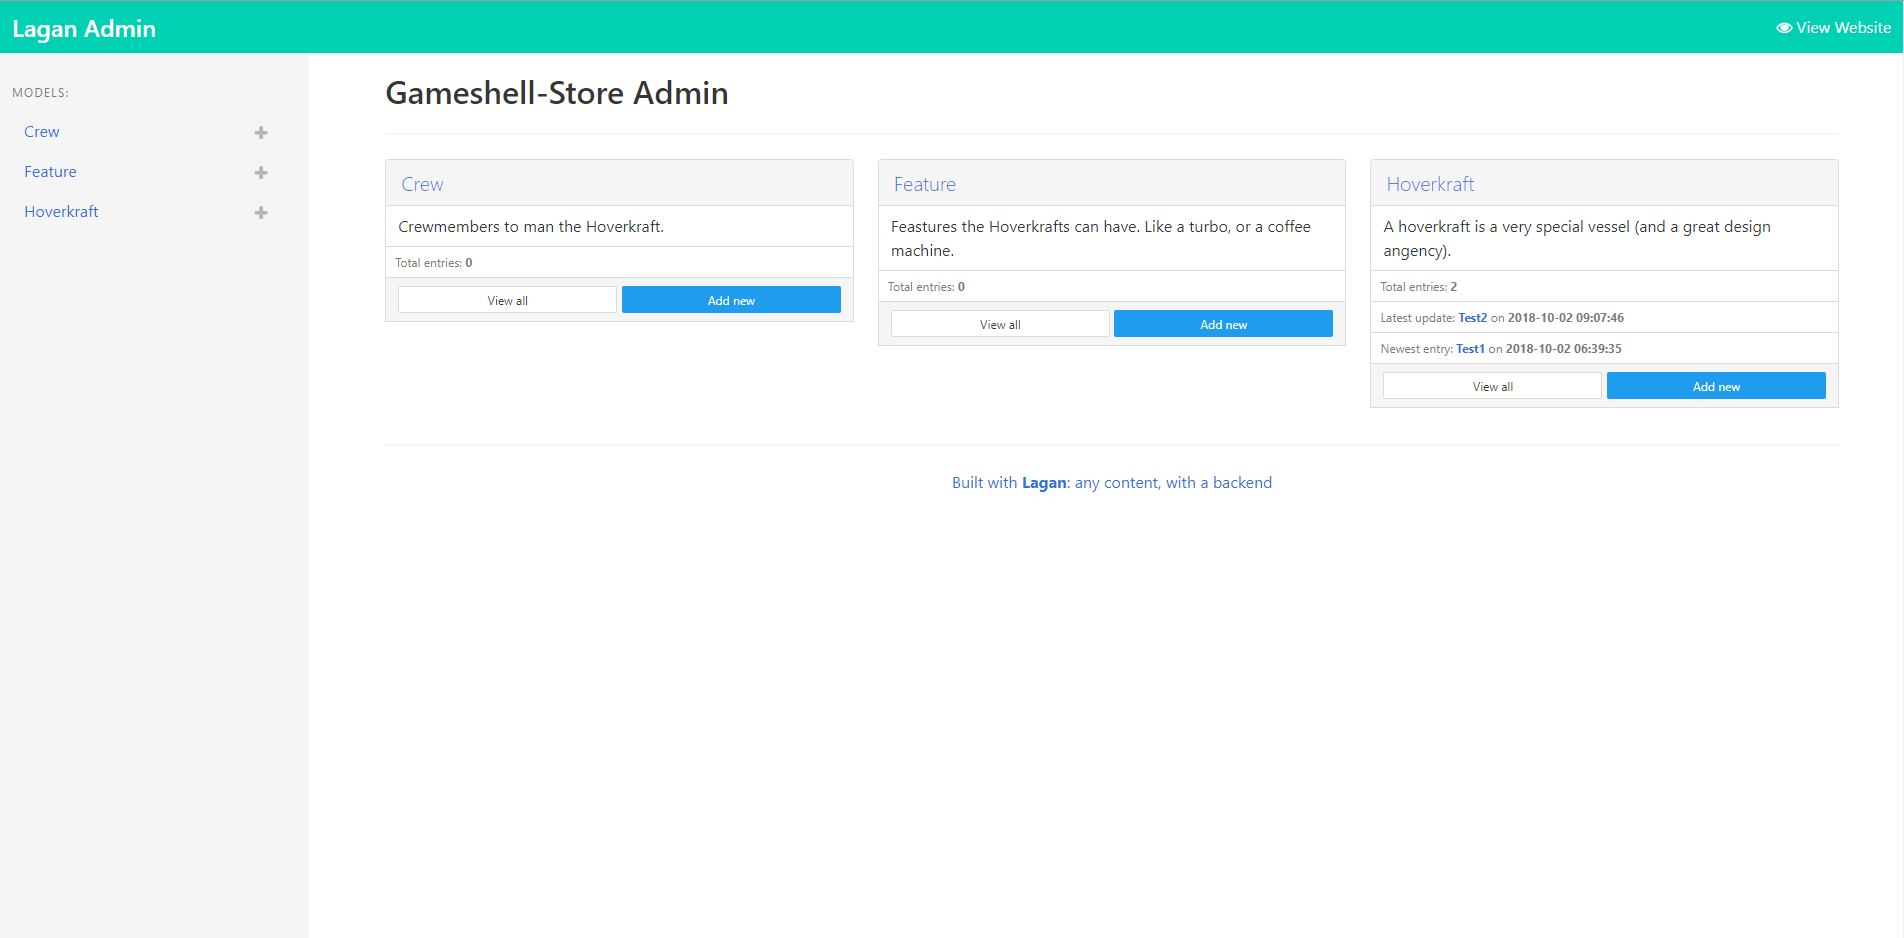 Lagan Admin
View Website
MODELS:
Crew
Feature
Hoverkraft
Gameshell-Store Admin
Crew
Crewmembers to man the Hoverkraft.
Total entries: 0
View all
Add new
Feature
Feastures the Hoverkrafts can have. Like a turbo, or a coffee
machine.
Total entries: 0
View all
Add new
Hoverkraft
A hoverkraft is a very special vessel (and a great design
angency).
Total entries: 2
Latest update: Test2 on 2018-10-02 09:07:46
Newest entry: Test1 on 2018-10-02 06:39:35
View all
Add new
Built with Lagan: any content, with a backend